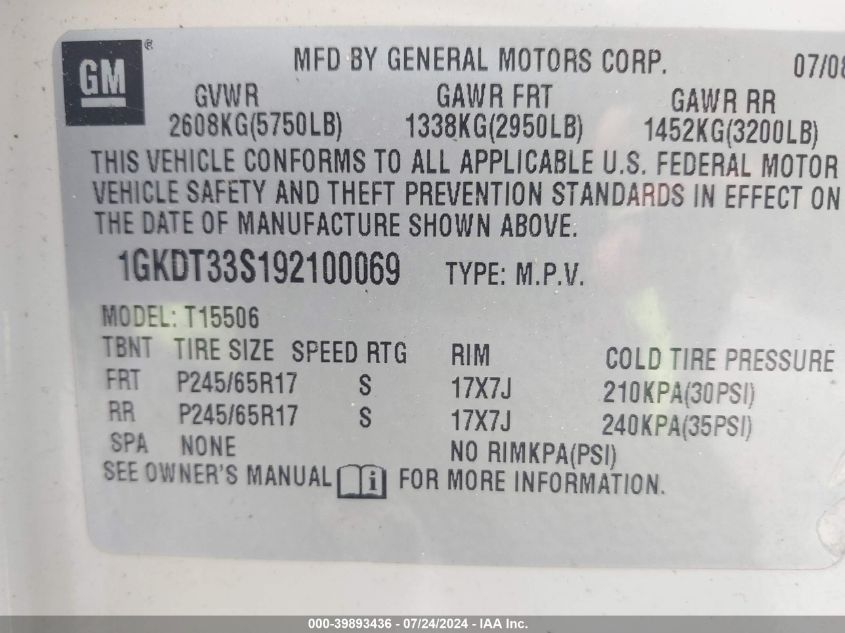 GM ®
MFD BY GENERAL MOTORS CORP. 07/08
GVWR GAWR FRT GAWR RR
2608KG(5750LB) 1338KG(2950LB) 1452KG(3200LB)
THIS VEHICLE CONFORMS TO ALL APPLICABLE U.S. FEDERAL MOTOR
VEHICLE SAFETY AND THEFT PREVENTION STANDARDS IN EFFECT ON
THE DATE OF MANUFACTURE SHOWN ABOVE.
1GKDT33S192100069 TYPE: M.P.V.
MODEL: T15506
TBNT TIRE SIZE SPEED RTG RIM COLD TIRE PRESSURE
FRT P245/65R17 S 17X7J 210KPA(30PSI)
RR P245/65R17 S 17X7J 240KPA(35PSI)
SPA NONE NO RIMKPA(PSI)
SEE OWNER'S MANUAL i FOR MORE INFORMATION.
000-39893436 - 07/24/2024 - IAA Inc.